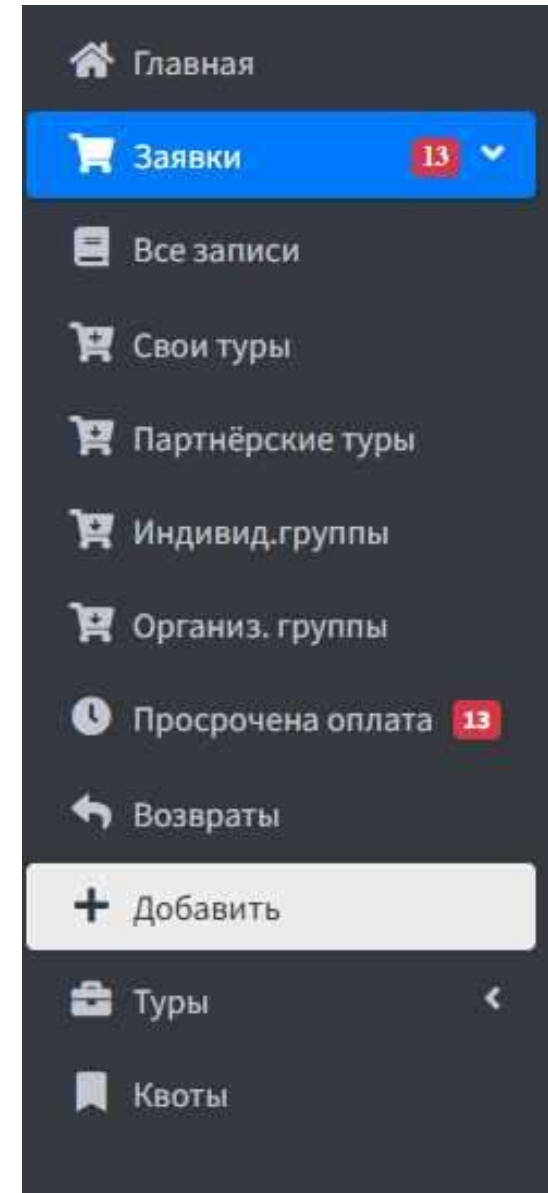 Главная
Заявки 13
Все записи
Свои туры
Партнёрские туры
Индивид.группы
Организ. группы
Просрочена оплата 13
Возвраты
Добавить
Туры
Квоты